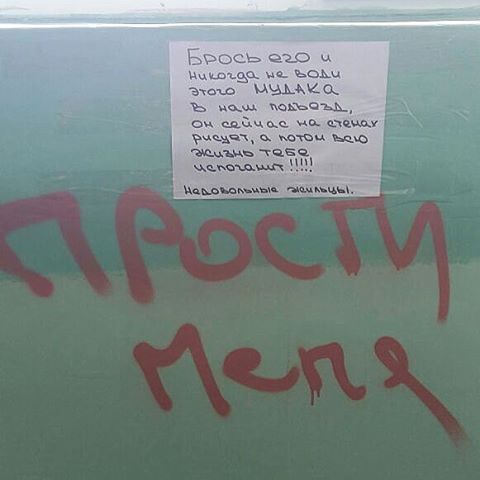 Брось его и
никогда не води
этого МУДАКА
в наш подъезд,
он сейчас на стенах
рисует, а потом всю
жизнь тебе
испоганит!!!!!
Недовольные жильцы.
ПРОСТИ
Меня